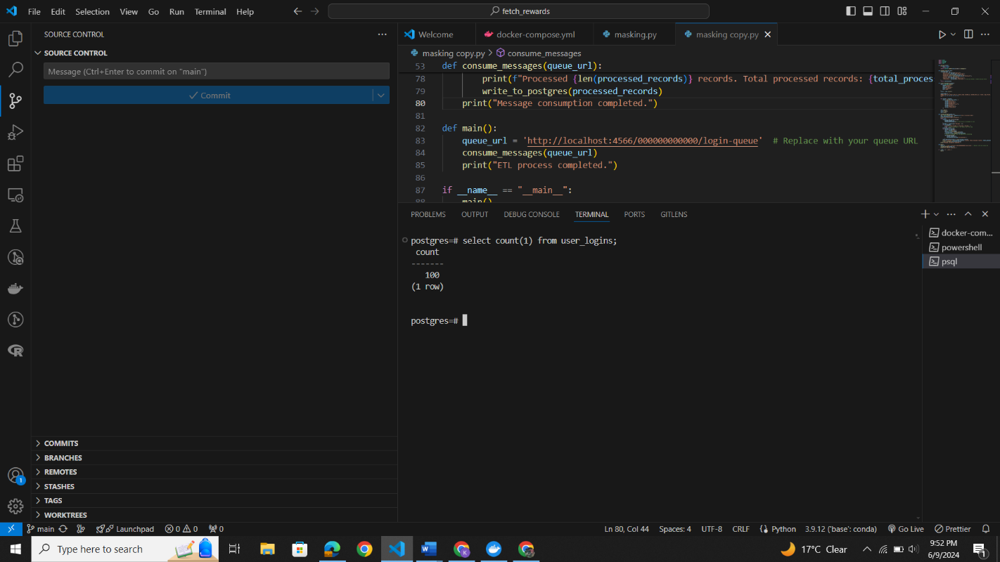 File Edit Selection View Go Run Terminal Help
fetch_rewards
SOURCE CONTROL
SOURCE CONTROL
Message (Ctrl+Enter to commit on "main")
Commit
COMMITS
BRANCHES
REMOTES
STASHES
TAGS
WORKTREES
Welcome docker-compose.yml masking.py masking copy.py
masking copy.py > consume_messages
53 def consume_messages(queue_url):
78 print(f"Processed {len(processed_records)} records. Total processed records: {total_proces
79 write_to_postgres(processed_records)
80 print("Message consumption completed.")
81
82 def main():
83 queue_url = 'http://localhost:4566/000000000000/login-queue' # Replace with your queue URL
84 consume_messages(queue_url)
85 print("ETL process completed.")
86
87 if __name__ == "__main__":
88 main()
PROBLEMS OUTPUT DEBUG CONSOLE TERMINAL PORTS GITLENS
postgres=# select count(1) from user_logins;
count
-------
100
(1 row)
postgres=#
docker-com...
powershell
psql
1
main Launchpad 0 0 0 Ln 80, Col 44 Spaces: 4 UTF-8 CRLF Python 3.9.12 ('base': conda) Go Live Prettier
Type here to search
17°C Clear
9:52 PM
6/9/2024
1